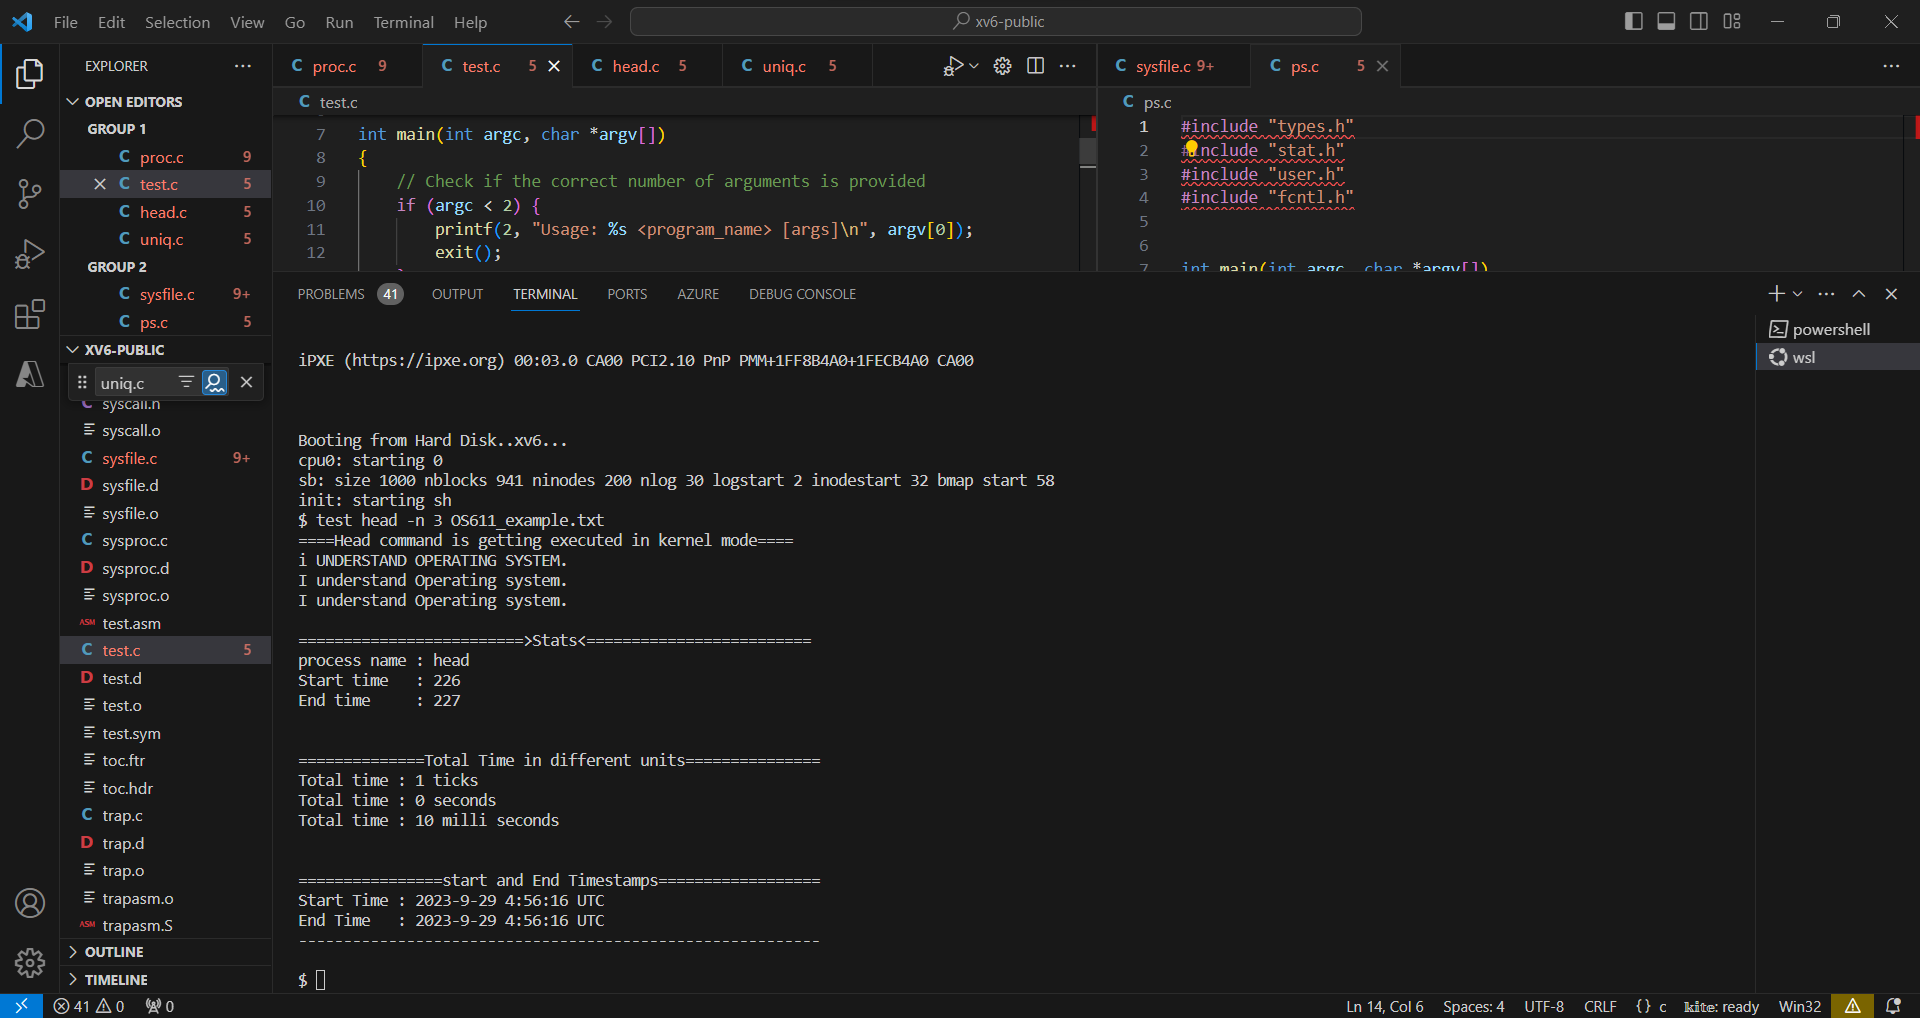 File Edit Selection View Go Run Terminal Help
xv6-public
EXPLORER
OPEN EDITORS
GROUP 1
C proc.c 9
C test.c 5
C head.c 5
C uniq.c 5
GROUP 2
C sysfile.c 9+
C ps.c 5
XV6-PUBLIC
uniq.c
C syscall.h
syscall.o
C sysfile.c 9+
D sysfile.d
sysfile.o
C sysproc.c
D sysproc.d
sysproc.o
ASM test.asm
C test.c 5
D test.d
test.o
test.sym
toc.ftr
toc.hdr
C trap.c
D trap.d
trap.o
trapasm.o
ASM trapasm.S
OUTLINE
TIMELINE
C proc.c 9 C test.c 5 C head.c 5 C uniq.c 5
C test.c
7 int main(int argc, char *argv[])
8 {
9 // Check if the correct number of arguments is provided
10 if (argc < 2) {
11 printf(2, "Usage: %s <program_name> [args]\n", argv[0]);
12 exit();
C sysfile.c 9+ C ps.c 5
C ps.c
1 #include "types.h"
2 #include "stat.h"
3 #include "user.h"
4 #include "fcntl.h"
5
6
7 int main(int argc, char *argv[])
PROBLEMS 41 OUTPUT TERMINAL PORTS AZURE DEBUG CONSOLE
powershell
wsl
iPXE (https://ipxe.org) 00:03.0 CA00 PCI2.10 PnP PMM+1FF8B4A0+1FECB4A0 CA00
Booting from Hard Disk..xv6...
cpu0: starting 0
sb: size 1000 nblocks 941 ninodes 200 nlog 30 logstart 2 inodestart 32 bmap start 58
init: starting sh
$ test head -n 3 OS611_example.txt
====Head command is getting executed in kernel mode====
i UNDERSTAND OPERATING SYSTEM.
I understand Operating system.
I understand Operating system.
=========================>Stats<=========================
process name : head
Start time   : 226
End time     : 227
==============Total Time in different units===============
Total time : 1 ticks
Total time : 0 seconds
Total time : 10 milli seconds
================start and End Timestamps==================
Start Time : 2023-9-29 4:56:16 UTC
End Time   : 2023-9-29 4:56:16 UTC
----------------------------------------------------------
$
41 0 0 Ln 14, Col 6 Spaces: 4 UTF-8 CRLF {} c kite: ready Win32